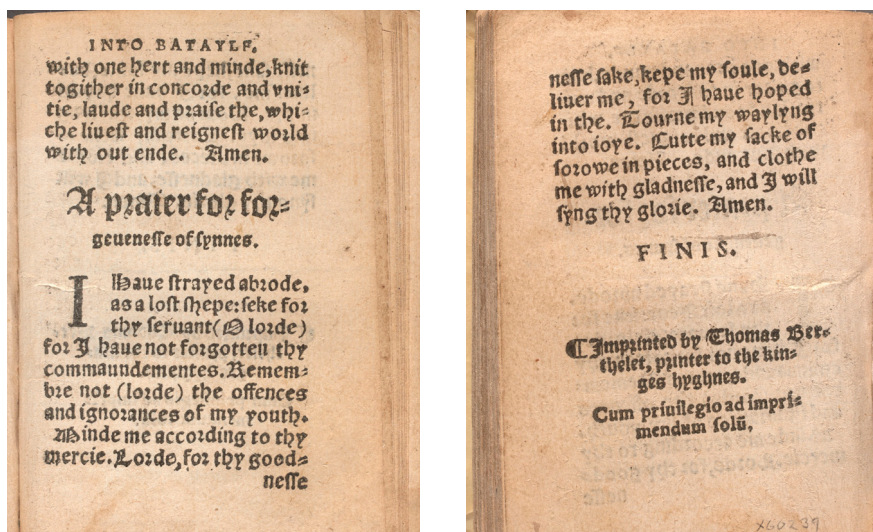 INTO BATAYLE.
with one hert and minde,knit
togither in concorde and vni=
tie, laude and praise the, whi=
che liuest and reignest world
with out ende. Amen.
A praier for for=
geuenesse of synnes.
I Haue strayed abrode,
as a lost shepe:seke for
thy seruant(O lorde)
for I haue not forgotten thy
commaundementes. Remem=
bre not (lorde) the offences
and ignorances of my youth.
Minde me according to thy
mercie. Lorde, for thy good=
nesse
nesse sake, kepe my soule, de=
liuer me, for I haue hoped
in the. Tourne my waylyng
into ioye. Cutte my sacke of
sorowe in pieces, and clothe
me with gladnesse, and I will
syng thy glorie. Amen.
FINIS.
¶Imprinted by Thomas Ber=
thelet, printer to the kin=
ges hyghnes.
Cum priuilegio ad impri=
mendum solū.
X60239